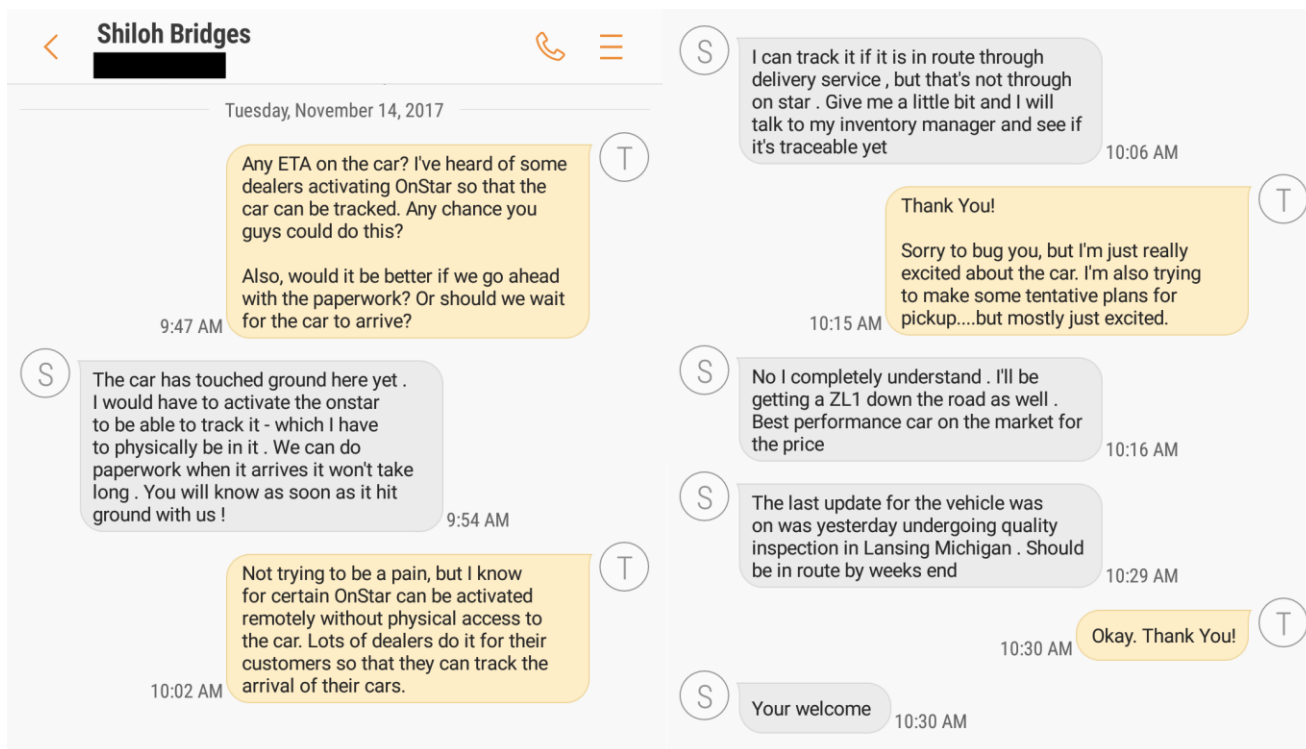 Shiloh Bridges
Tuesday, November 14, 2017
T
Any ETA on the car? I've heard of some
dealers activating OnStar so that the
car can be tracked. Any chance you
guys could do this?
Also, would it be better if we go ahead
with the paperwork? Or should we wait
for the car to arrive?
9:47 AM
S
The car has touched ground here yet .
I would have to activate the onstar
to be able to track it - which I have
to physically be in it . We can do
paperwork when it arrives it won't take
long . You will know as soon as it hit
ground with us !
9:54 AM
T
Not trying to be a pain, but I know
for certain OnStar can be activated
remotely without physical access to
the car. Lots of dealers do it for their
customers so that they can track the
arrival of their cars.
10:02 AM
S
I can track it if it is in route through
delivery service , but that's not through
on star . Give me a little bit and I will
talk to my inventory manager and see if
it's traceable yet
10:06 AM
T
Thank You!
Sorry to bug you, but I'm just really
excited about the car. I'm also trying
to make some tentative plans for
pickup....but mostly just excited.
10:15 AM
S
No I completely understand . I'll be
getting a ZL1 down the road as well .
Best performance car on the market for
the price
10:16 AM
S
The last update for the vehicle was
on was yesterday undergoing quality
inspection in Lansing Michigan . Should
be in route by weeks end
10:29 AM
T
Okay. Thank You!
10:30 AM
S
Your welcome
10:30 AM